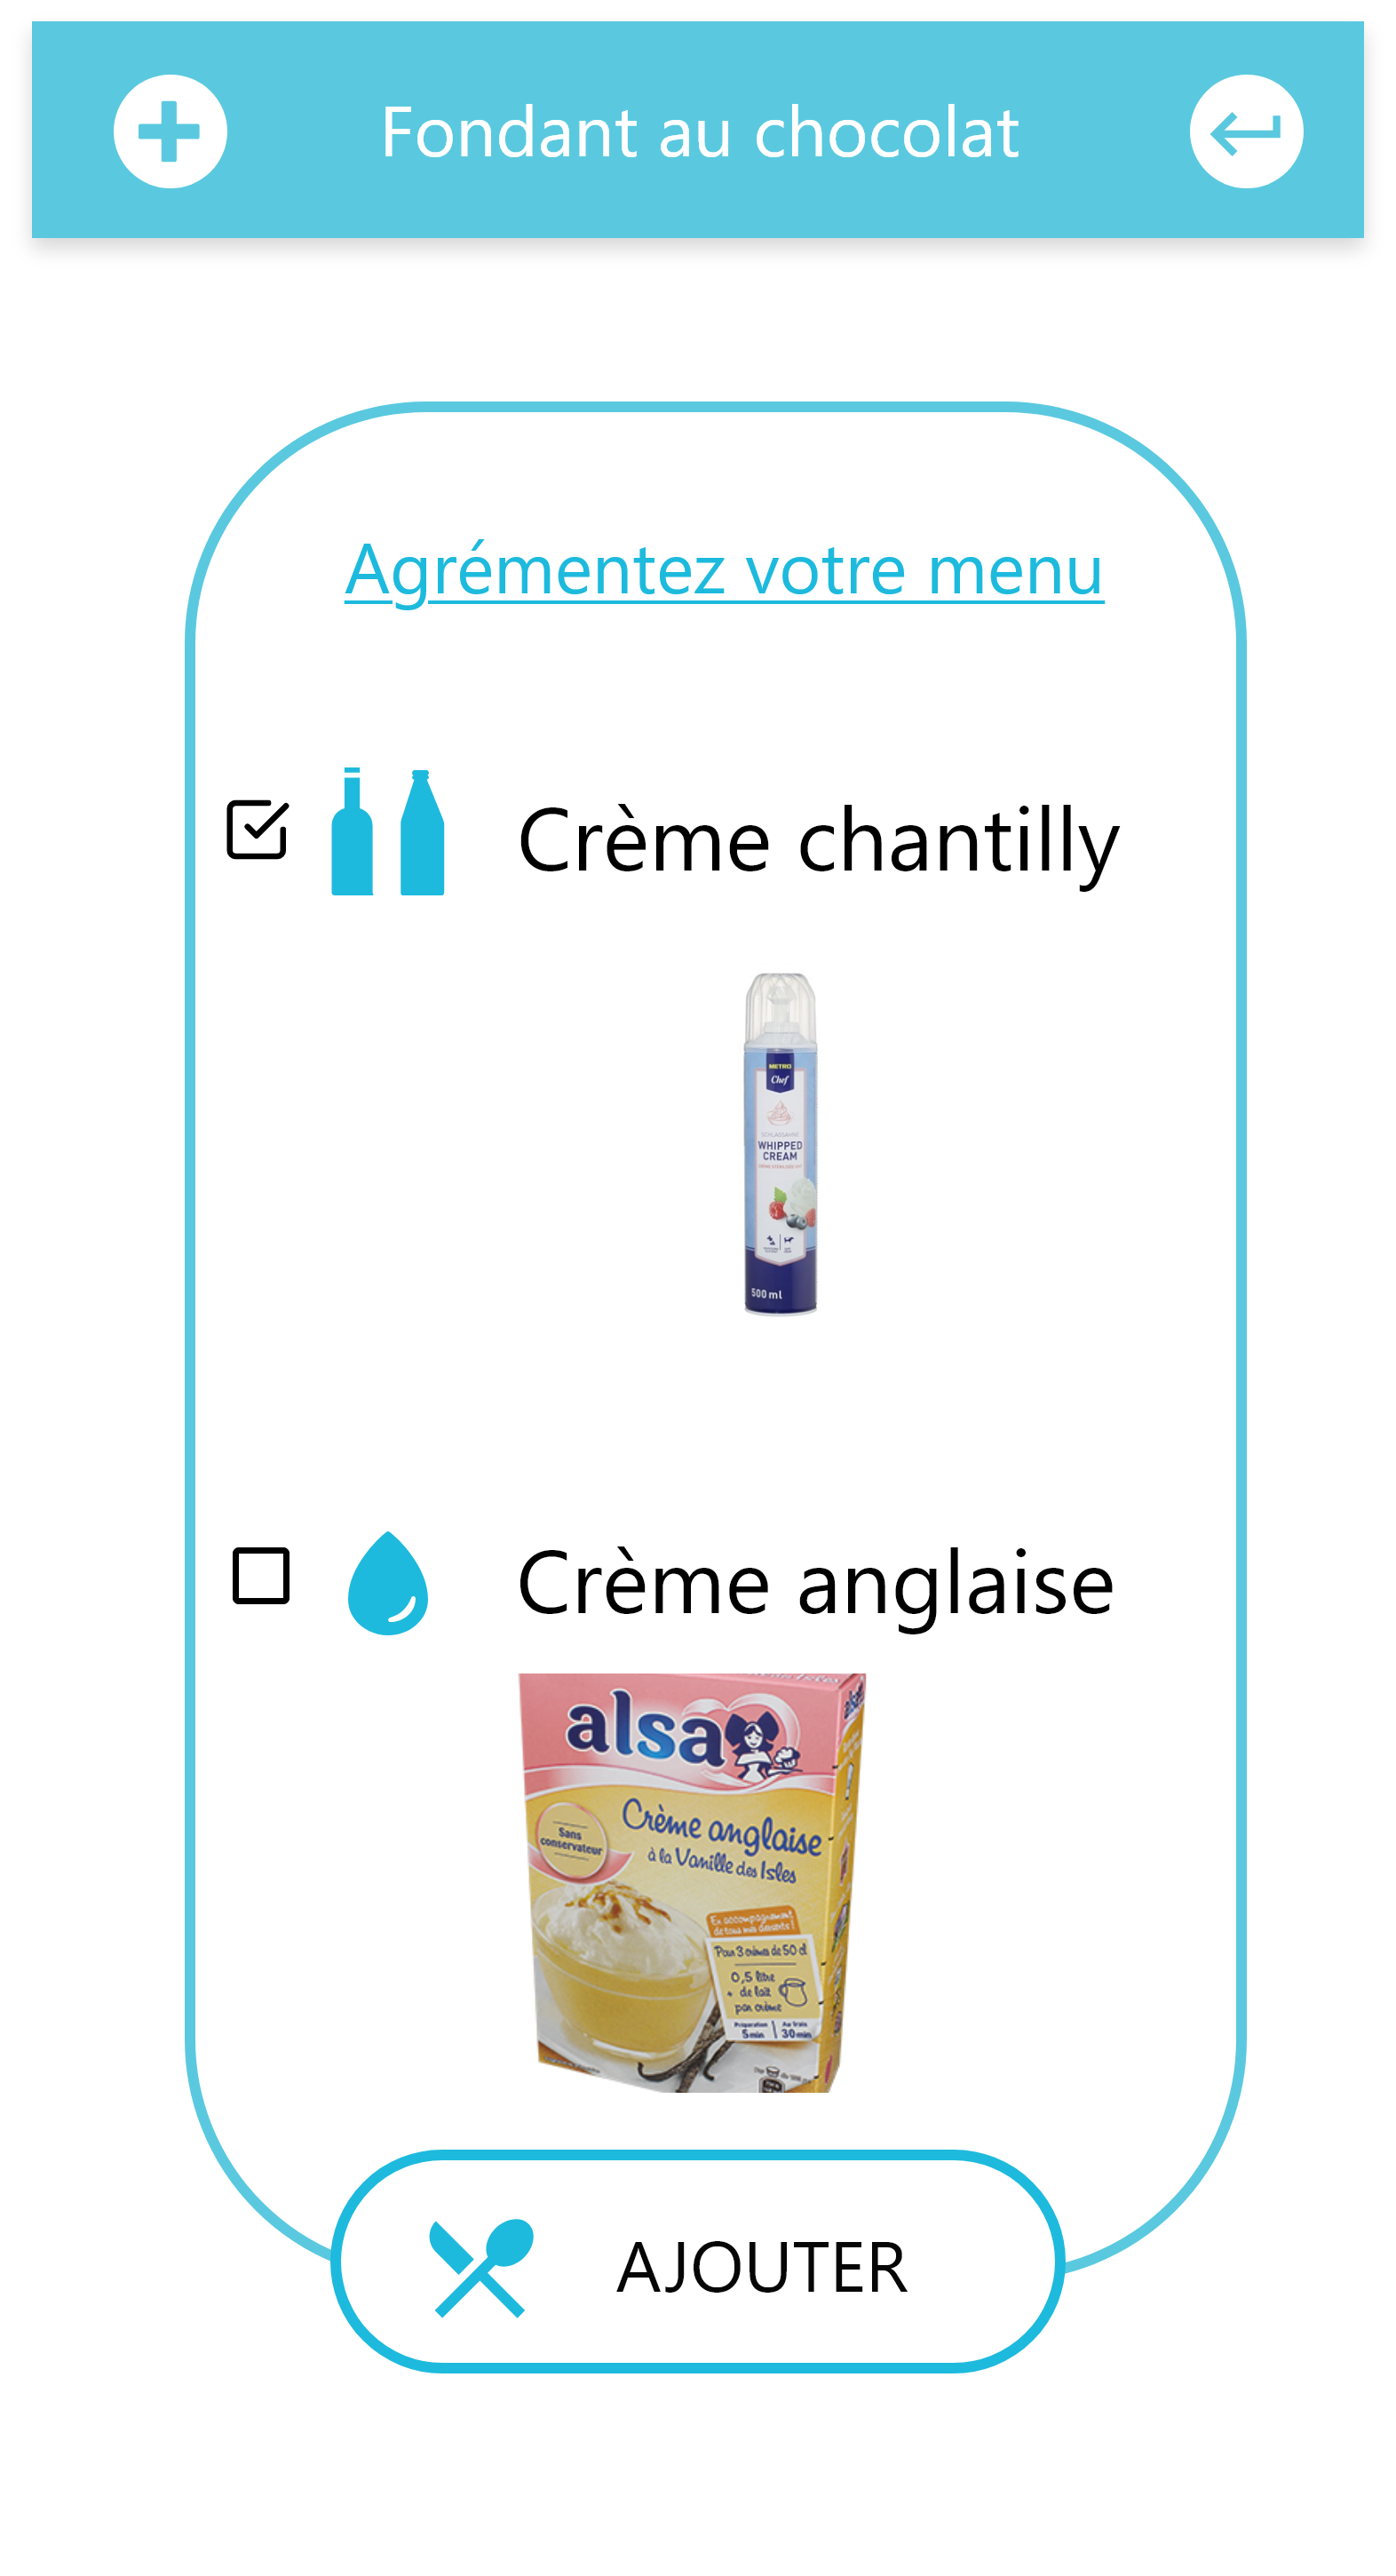 Fondant au chocolat
Agrémentez votre menu
Crème chantilly
METRO
Chef
WHIPPED
CREAM
500 ml
Crème anglaise
alsa
Crème anglaise
à la Vanille des Isles
Sans
conservateur
En accompagnement
de tous mes desserts !
Pour 3 crèmes de 50 cl
0,5 litre
+ de lait
par crème
Préparation
5 min
Au frais
30 min
AJOUTER